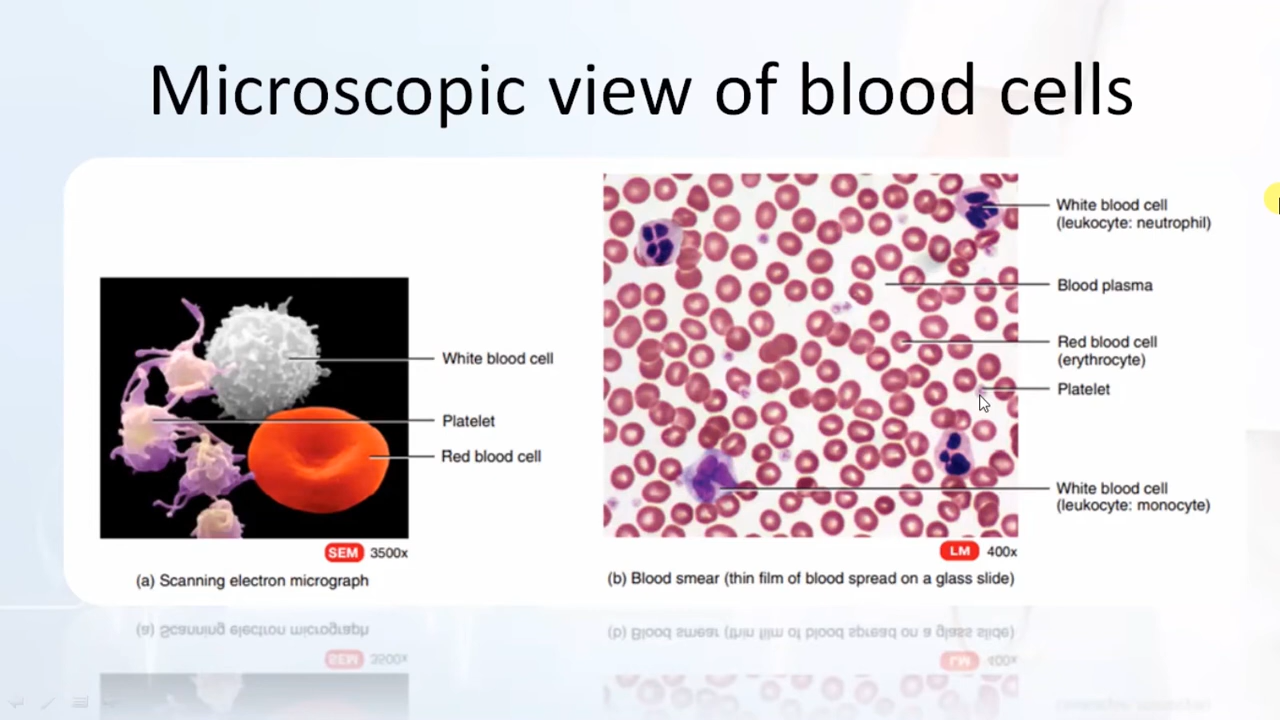 Microscopic view of blood cells
White blood cell
Platelet
Red blood cell
SEM 3500x
(a) Scanning electron micrograph
White blood cell
(leukocyte: neutrophil)
Blood plasma
Red blood cell
(erythrocyte)
Platelet
White blood cell
(leukocyte: monocyte)
LM 400x
(b) Blood smear (thin film of blood spread on a glass slide)